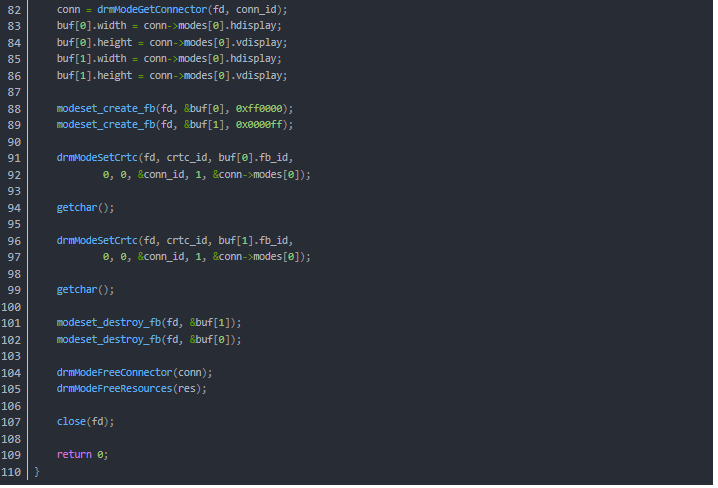 82 conn = drmModeGetConnector(fd, conn_id);
83 buf[0].width = conn->modes[0].hdisplay;
84 buf[0].height = conn->modes[0].vdisplay;
85 buf[1].width = conn->modes[0].hdisplay;
86 buf[1].height = conn->modes[0].vdisplay;
87
88 modeset_create_fb(fd, &buf[0], 0xff0000);
89 modeset_create_fb(fd, &buf[1], 0x0000ff);
90
91 drmModeSetCrtc(fd, crtc_id, buf[0].fb_id,
92 0, 0, &conn_id, 1, &conn->modes[0]);
93
94 getchar();
95
96 drmModeSetCrtc(fd, crtc_id, buf[1].fb_id,
97 0, 0, &conn_id, 1, &conn->modes[0]);
98
99 getchar();
100
101 modeset_destroy_fb(fd, &buf[1]);
102 modeset_destroy_fb(fd, &buf[0]);
103
104 drmModeFreeConnector(conn);
105 drmModeFreeResources(res);
106
107 close(fd);
108
109 return 0;
110 }